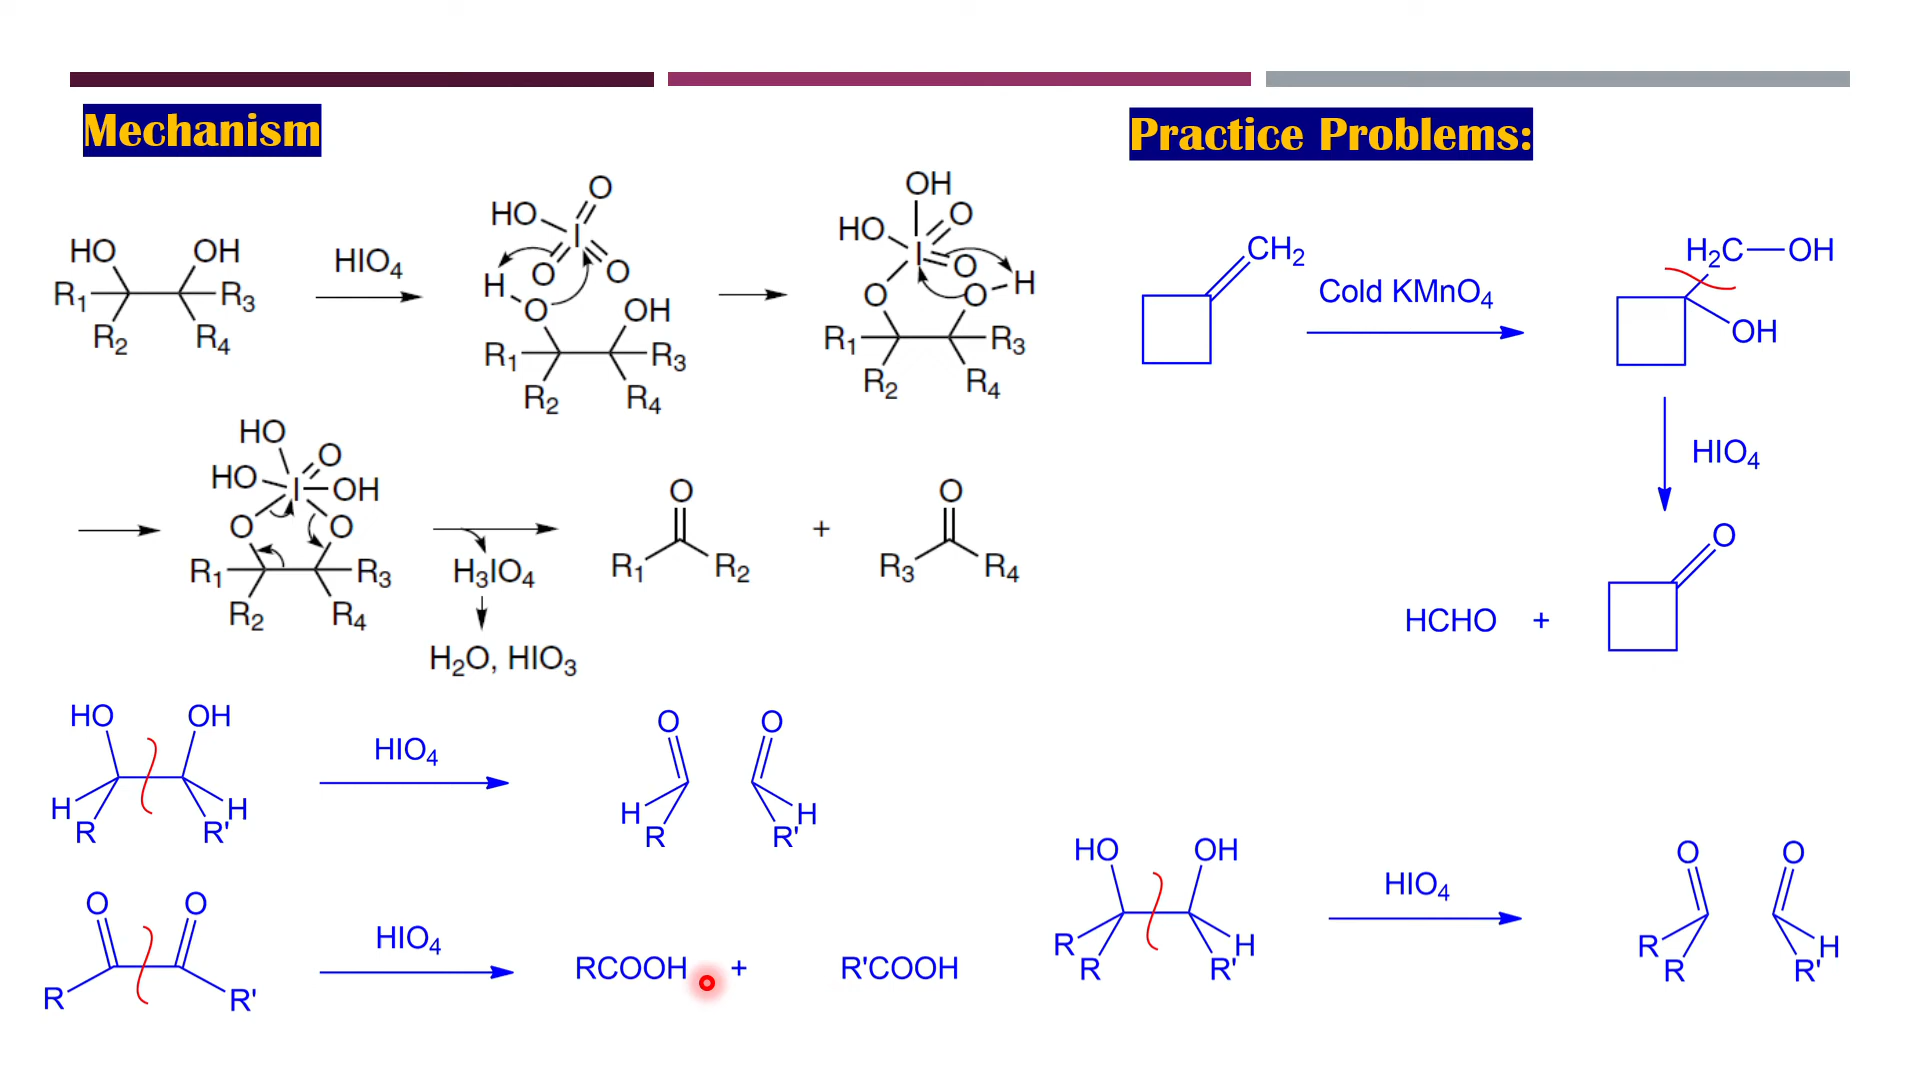 Mechanism
HO OH
R₁ R₃
R₂ R₄
HIO₄
O
HO I
O O
H
O OH
R₁ R₃
R₂ R₄
OH
HO O
I O
O O H
R₁ R₃
R₂ R₄
HO O
HO I OH
O O
R₁ R₃
R₂ R₄
H₃IO₄
H₂O, HIO₃
O
R₁ R₂
+
O
R₃ R₄
HO OH
H H
R R'
HIO₄
O O
H H
R R'
O O
R R'
HIO₄
RCOOH + R'COOH
Practice Problems:
CH₂
Cold KMnO₄
H₂C—OH
OH
HIO₄
HCHO + O
HO OH
R H
R R'
HIO₄
O O
R H
R R'